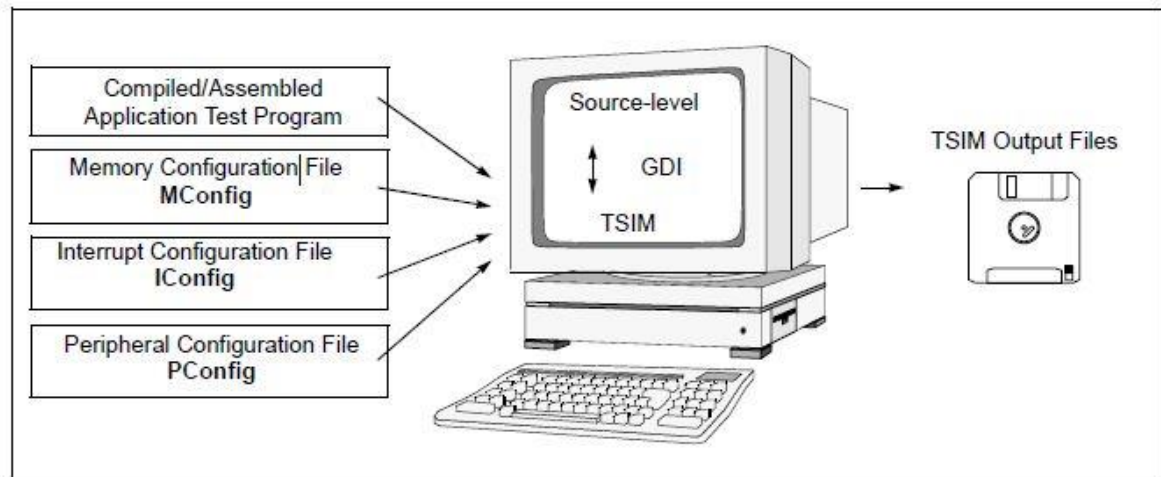 Compiled/Assembled
Application Test Program
Memory Configuration File
MConfig
Interrupt Configuration File
IConfig
Peripheral Configuration File
PConfig
Source-level
GDI
TSIM
TSIM Output Files